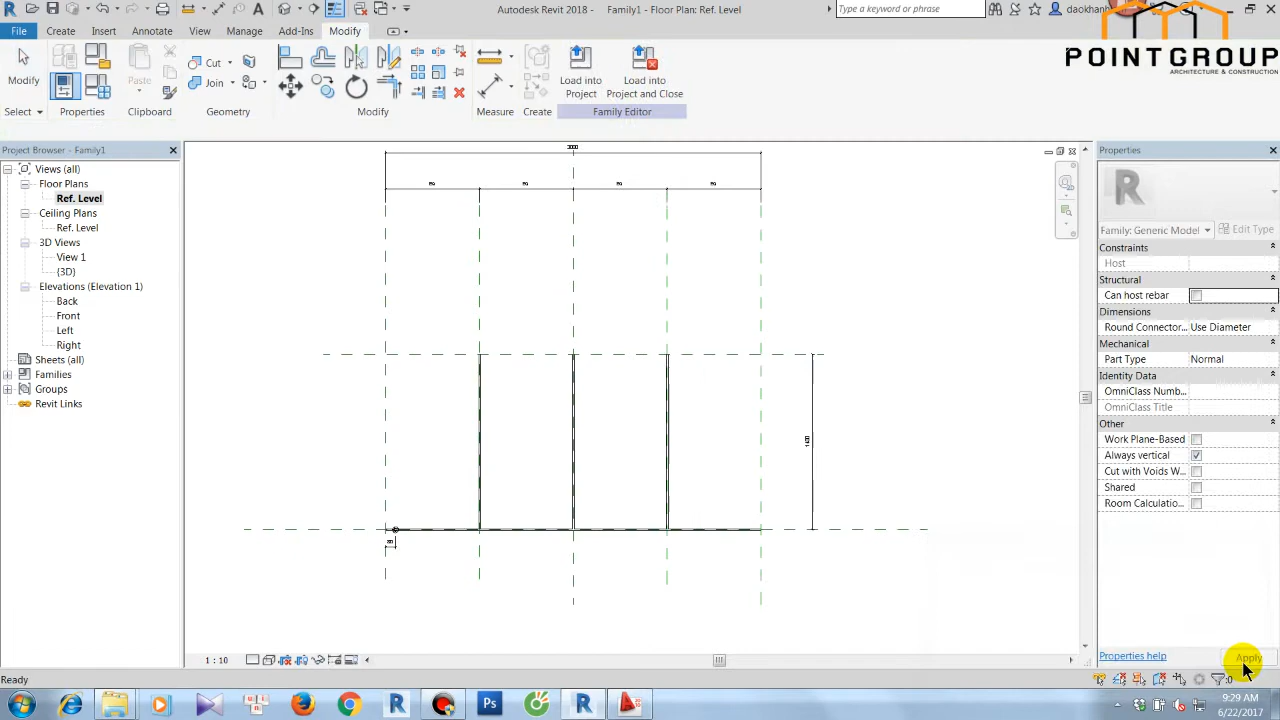 Autodesk Revit 2018 - Family1 - Floor Plan: Ref. Level
Type a keyword or phrase
daokhan
File Create Insert Annotate View Manage Add-Ins Modify
POINTGROUP
ARCHITECTURE & CONSTRUCTION
Modify
Paste
Cut
Join
Load into
Project
Load into
Project and Close
Select Properties Clipboard Geometry Modify Measure Create Family Editor
Project Browser - Family1
Views (all)
Floor Plans
Ref. Level
Ceiling Plans
Ref. Level
3D Views
View 1
{3D}
Elevations (Elevation 1)
Back
Front
Left
Right
Sheets (all)
Families
Groups
Revit Links
3000
Properties
Family: Generic Model
Edit Type
Constraints
Host
Structural
Can host rebar
Dimensions
Round Connector... Use Diameter
Mechanical
Part Type Normal
Identity Data
OmniClass Numb...
OmniClass Title
Other
Work Plane-Based
Always vertical
Cut with Voids W...
Shared
Room Calculatio...
Properties help
Apply
1 : 10
Ready
:0
9:29 AM
6/22/2017